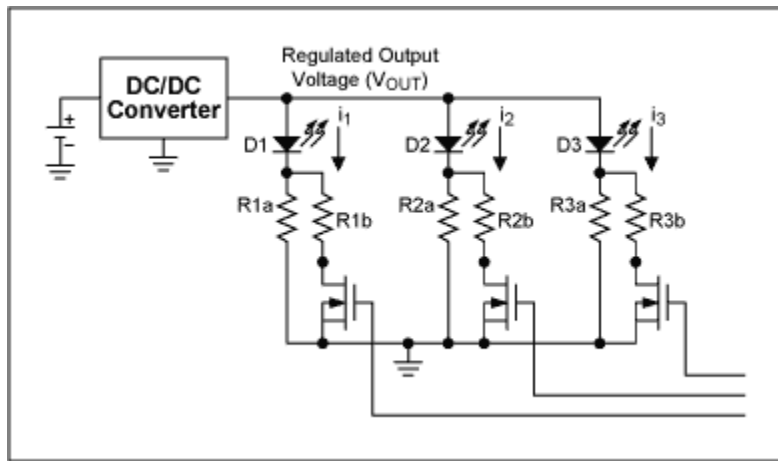 Regulated Output
Voltage (VOUT)
DC/DC
Converter
+
-
D1
i1
D2
i2
D3
i3
R1a
R1b
R2a
R2b
R3a
R3b